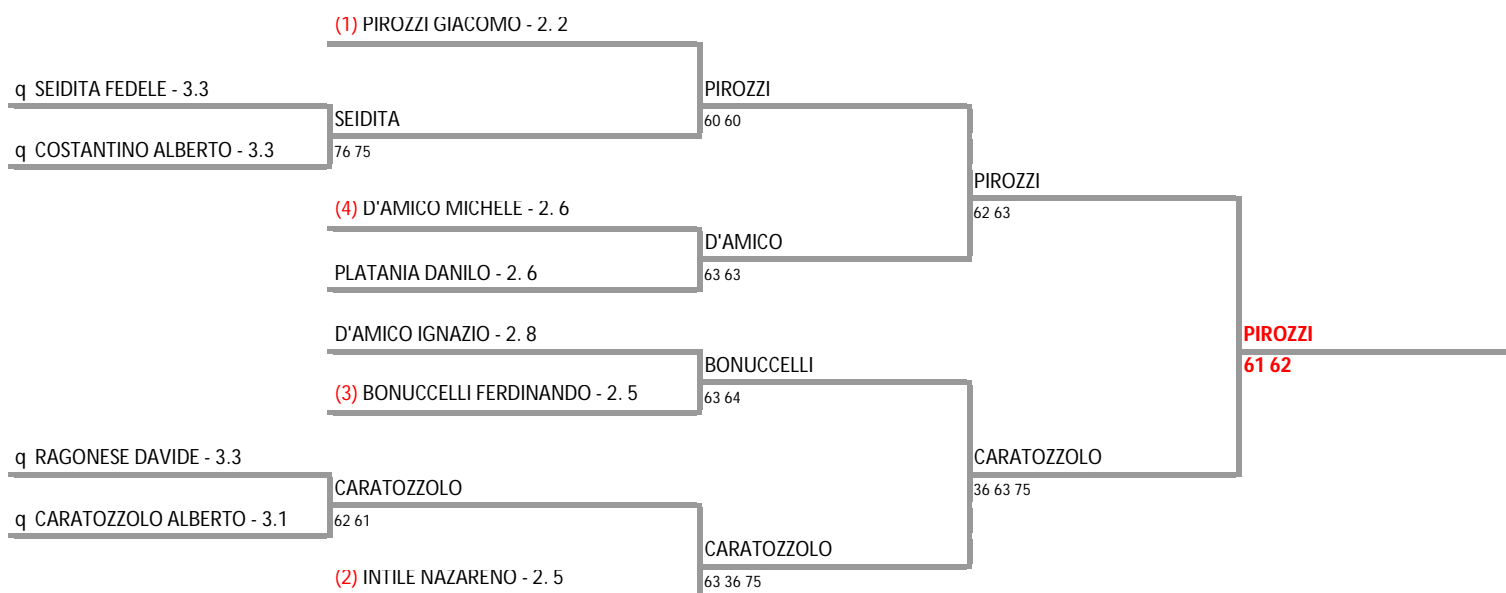 (1) PIROZZI GIACOMO - 2. 2
q SEIDITA FEDELE - 3.3
PIROZZI
SEIDITA
60 60
q COSTANTINO ALBERTO - 3.3
76 75
PIROZZI
(4) D'AMICO MICHELE - 2. 6
62 63
D'AMICO
PLATANIA DANILO - 2. 6
63 63
D'AMICO IGNAZIO - 2. 8
PIROZZI
BONUCCELLI
61 62
(3) BONUCCELLI FERDINANDO - 2. 5
63 64
q RAGONESE DAVIDE - 3.3
CARATOZZOLO
CARATOZZOLO
36 63 75
q CARATOZZOLO ALBERTO - 3.1
62 61
CARATOZZOLO
(2) INTILE NAZARENO - 2. 5
63 36 75